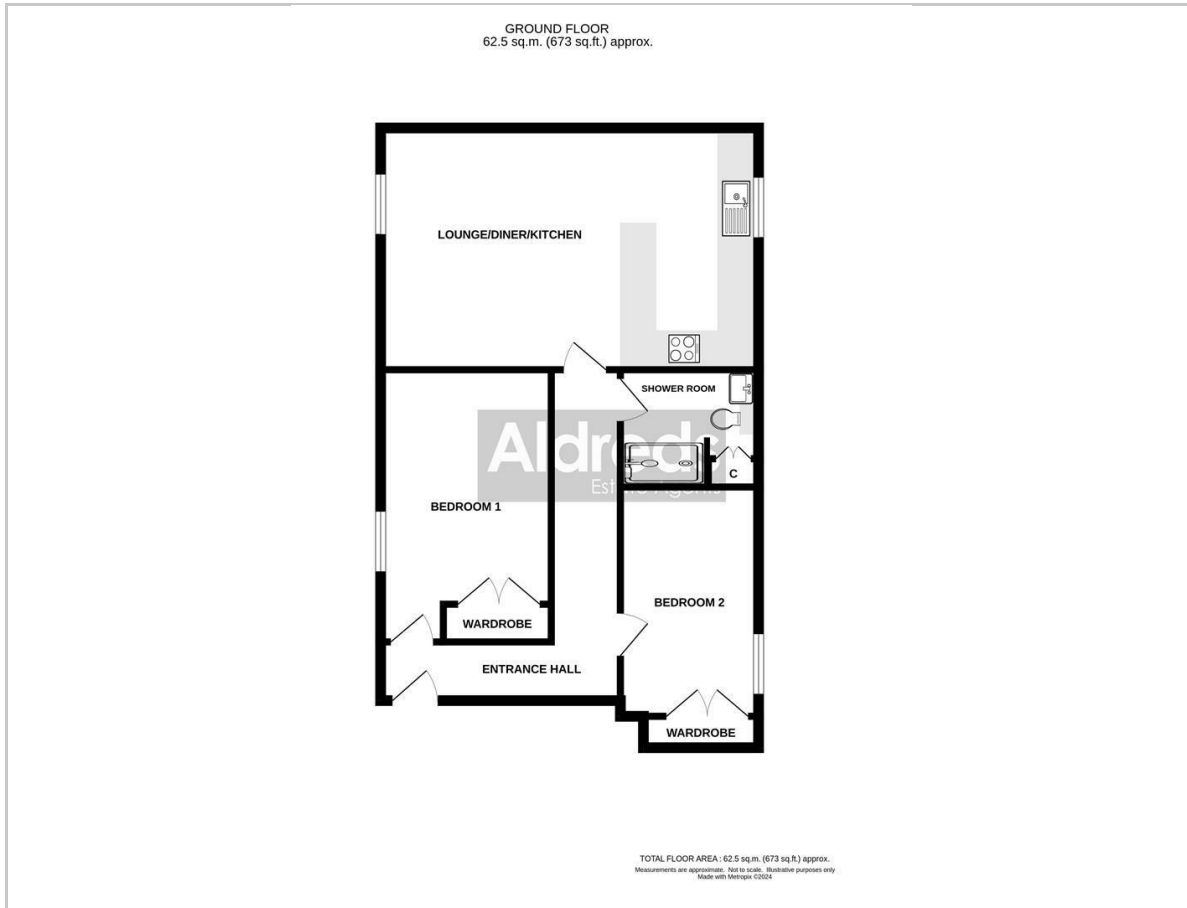 GROUND FLOOR
62.5 sq.m. (673 sq.ft.) approx.
LOUNGE/DINER/KITCHEN
SHOWER ROOM
Aldreds
Estate Agents
C
BEDROOM 1
BEDROOM 2
WARDROBE
ENTRANCE HALL
WARDROBE
TOTAL FLOOR AREA : 62.5 sq.m. (673 sq.ft.) approx.
Measurements are approximate. Not to scale. Illustrative purposes only
Made with Metropix ©2024